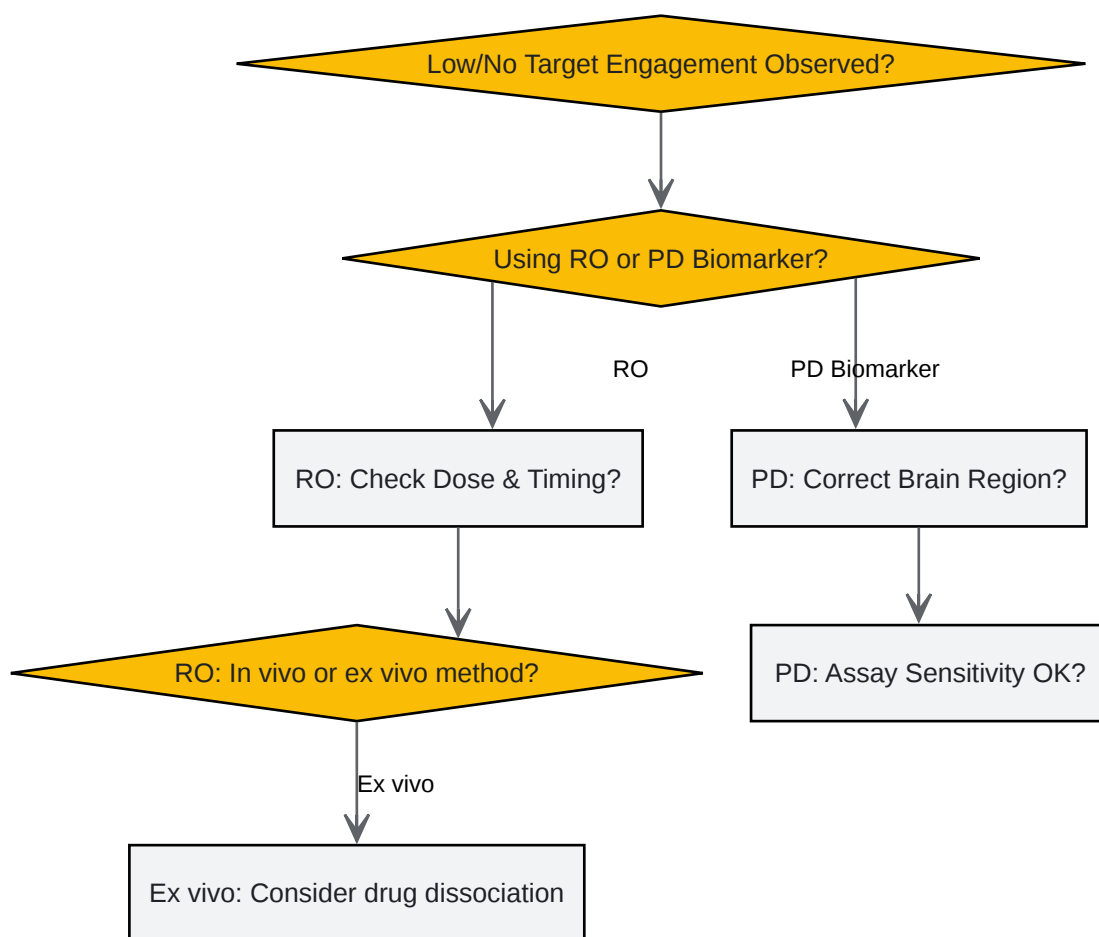 Low/No Target Engagement Observed?
Using RO or PD Biomarker?
RO
PD Biomarker
RO: Check Dose & Timing?
PD: Correct Brain Region?
RO: In vivo or ex vivo method?
PD: Assay Sensitivity OK?
Ex vivo
Ex vivo: Consider drug dissociation